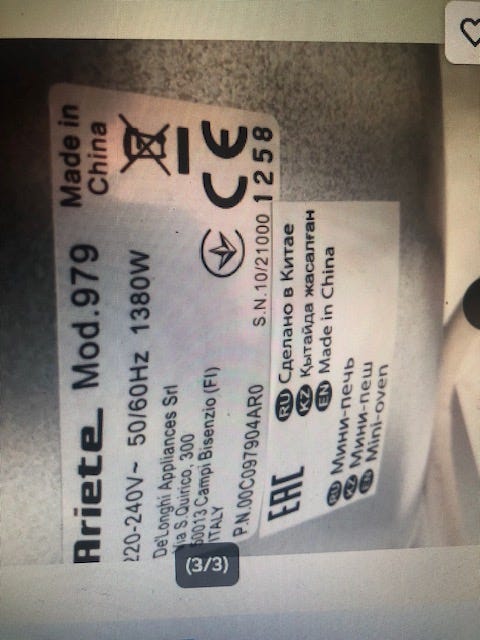 Ariete Mod.979
Made in
China
220-240V~ 50/60Hz 1380W
De'Longhi Appliances Srl
Via S.Quirico, 300
50013 Campi Bisenzio (FI)
ITALY
P.N.00C097904AR0
S.N.10/21000 1258
CE
EAC
RU Сделано в Китае
KZ Қытайда жасалған
EN Made in China
RU Мини-печь
KZ Мини-пеш
EN Mini-oven
(3/3)